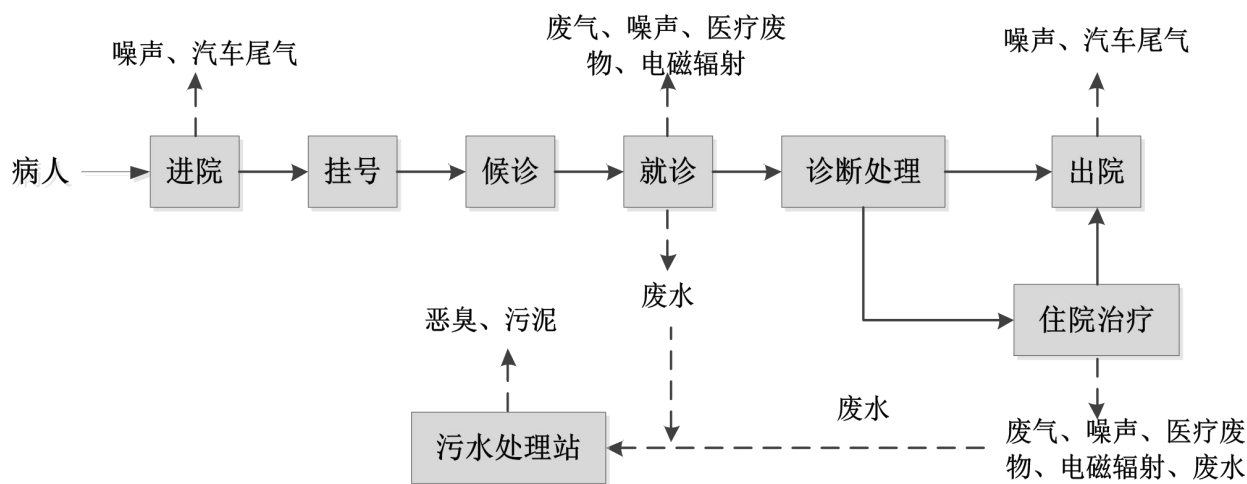 噪声、汽车尾气
废气、噪声、医疗废
物、电磁辐射
噪声、汽车尾气
病人
进院
挂号
候诊
就诊
诊断处理
出院
废水
住院治疗
恶臭、污泥
废水
污水处理站
废气、噪声、医疗废
物、电磁辐射、废水